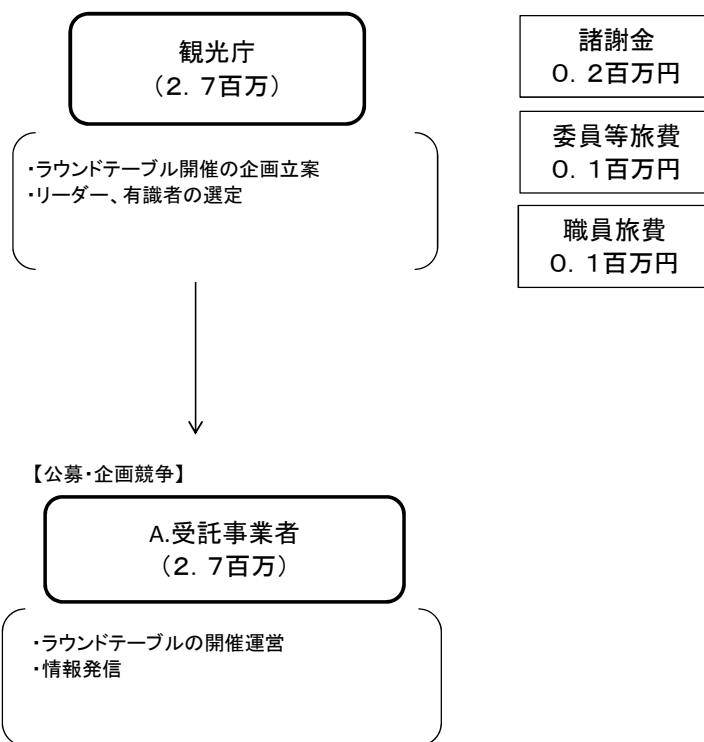 観光庁
（２．７百万）
・ラウンドテーブル開催の企画立案
・リーダー、有識者の選定
諸謝金
０．２百万円
委員等旅費
０．１百万円
職員旅費
０．１百万円
【公募・企画競争】
A.受託事業者
（２．７百万）
・ラウンドテーブルの開催運営
・情報発信